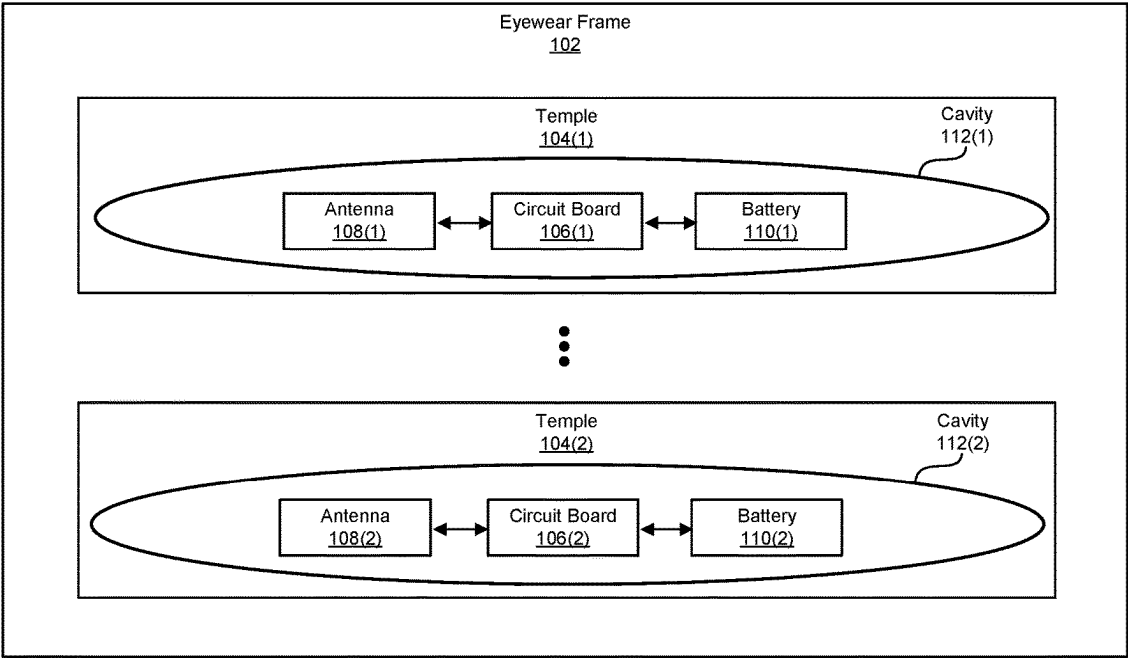 Eyewear Frame
102
Temple
104(1)
Cavity
112(1)
Antenna
108(1)
Circuit Board
106(1)
Battery
110(1)
Temple
104(2)
Cavity
112(2)
Antenna
108(2)
Circuit Board
106(2)
Battery
110(2)